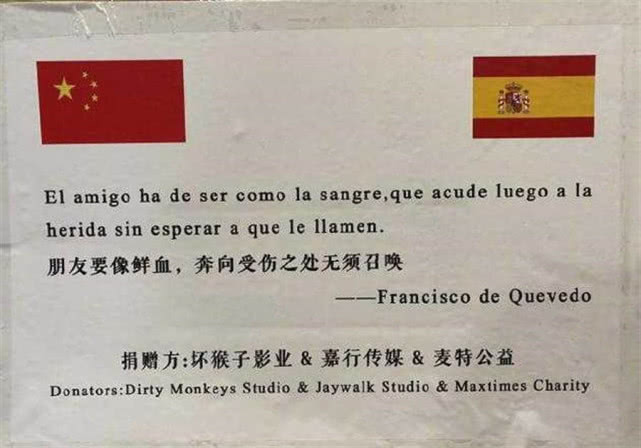 El amigo ha de ser como la sangre,que acude luego a la
herida sin esperar a que le llamen.
朋友要像鲜血，奔向受伤之处无须召唤
——Francisco de Quevedo
捐赠方:坏猴子影业 & 嘉行传媒 & 麦特公益
Donators:Dirty Monkeys Studio & Jaywalk Studio & Maxtimes Charity